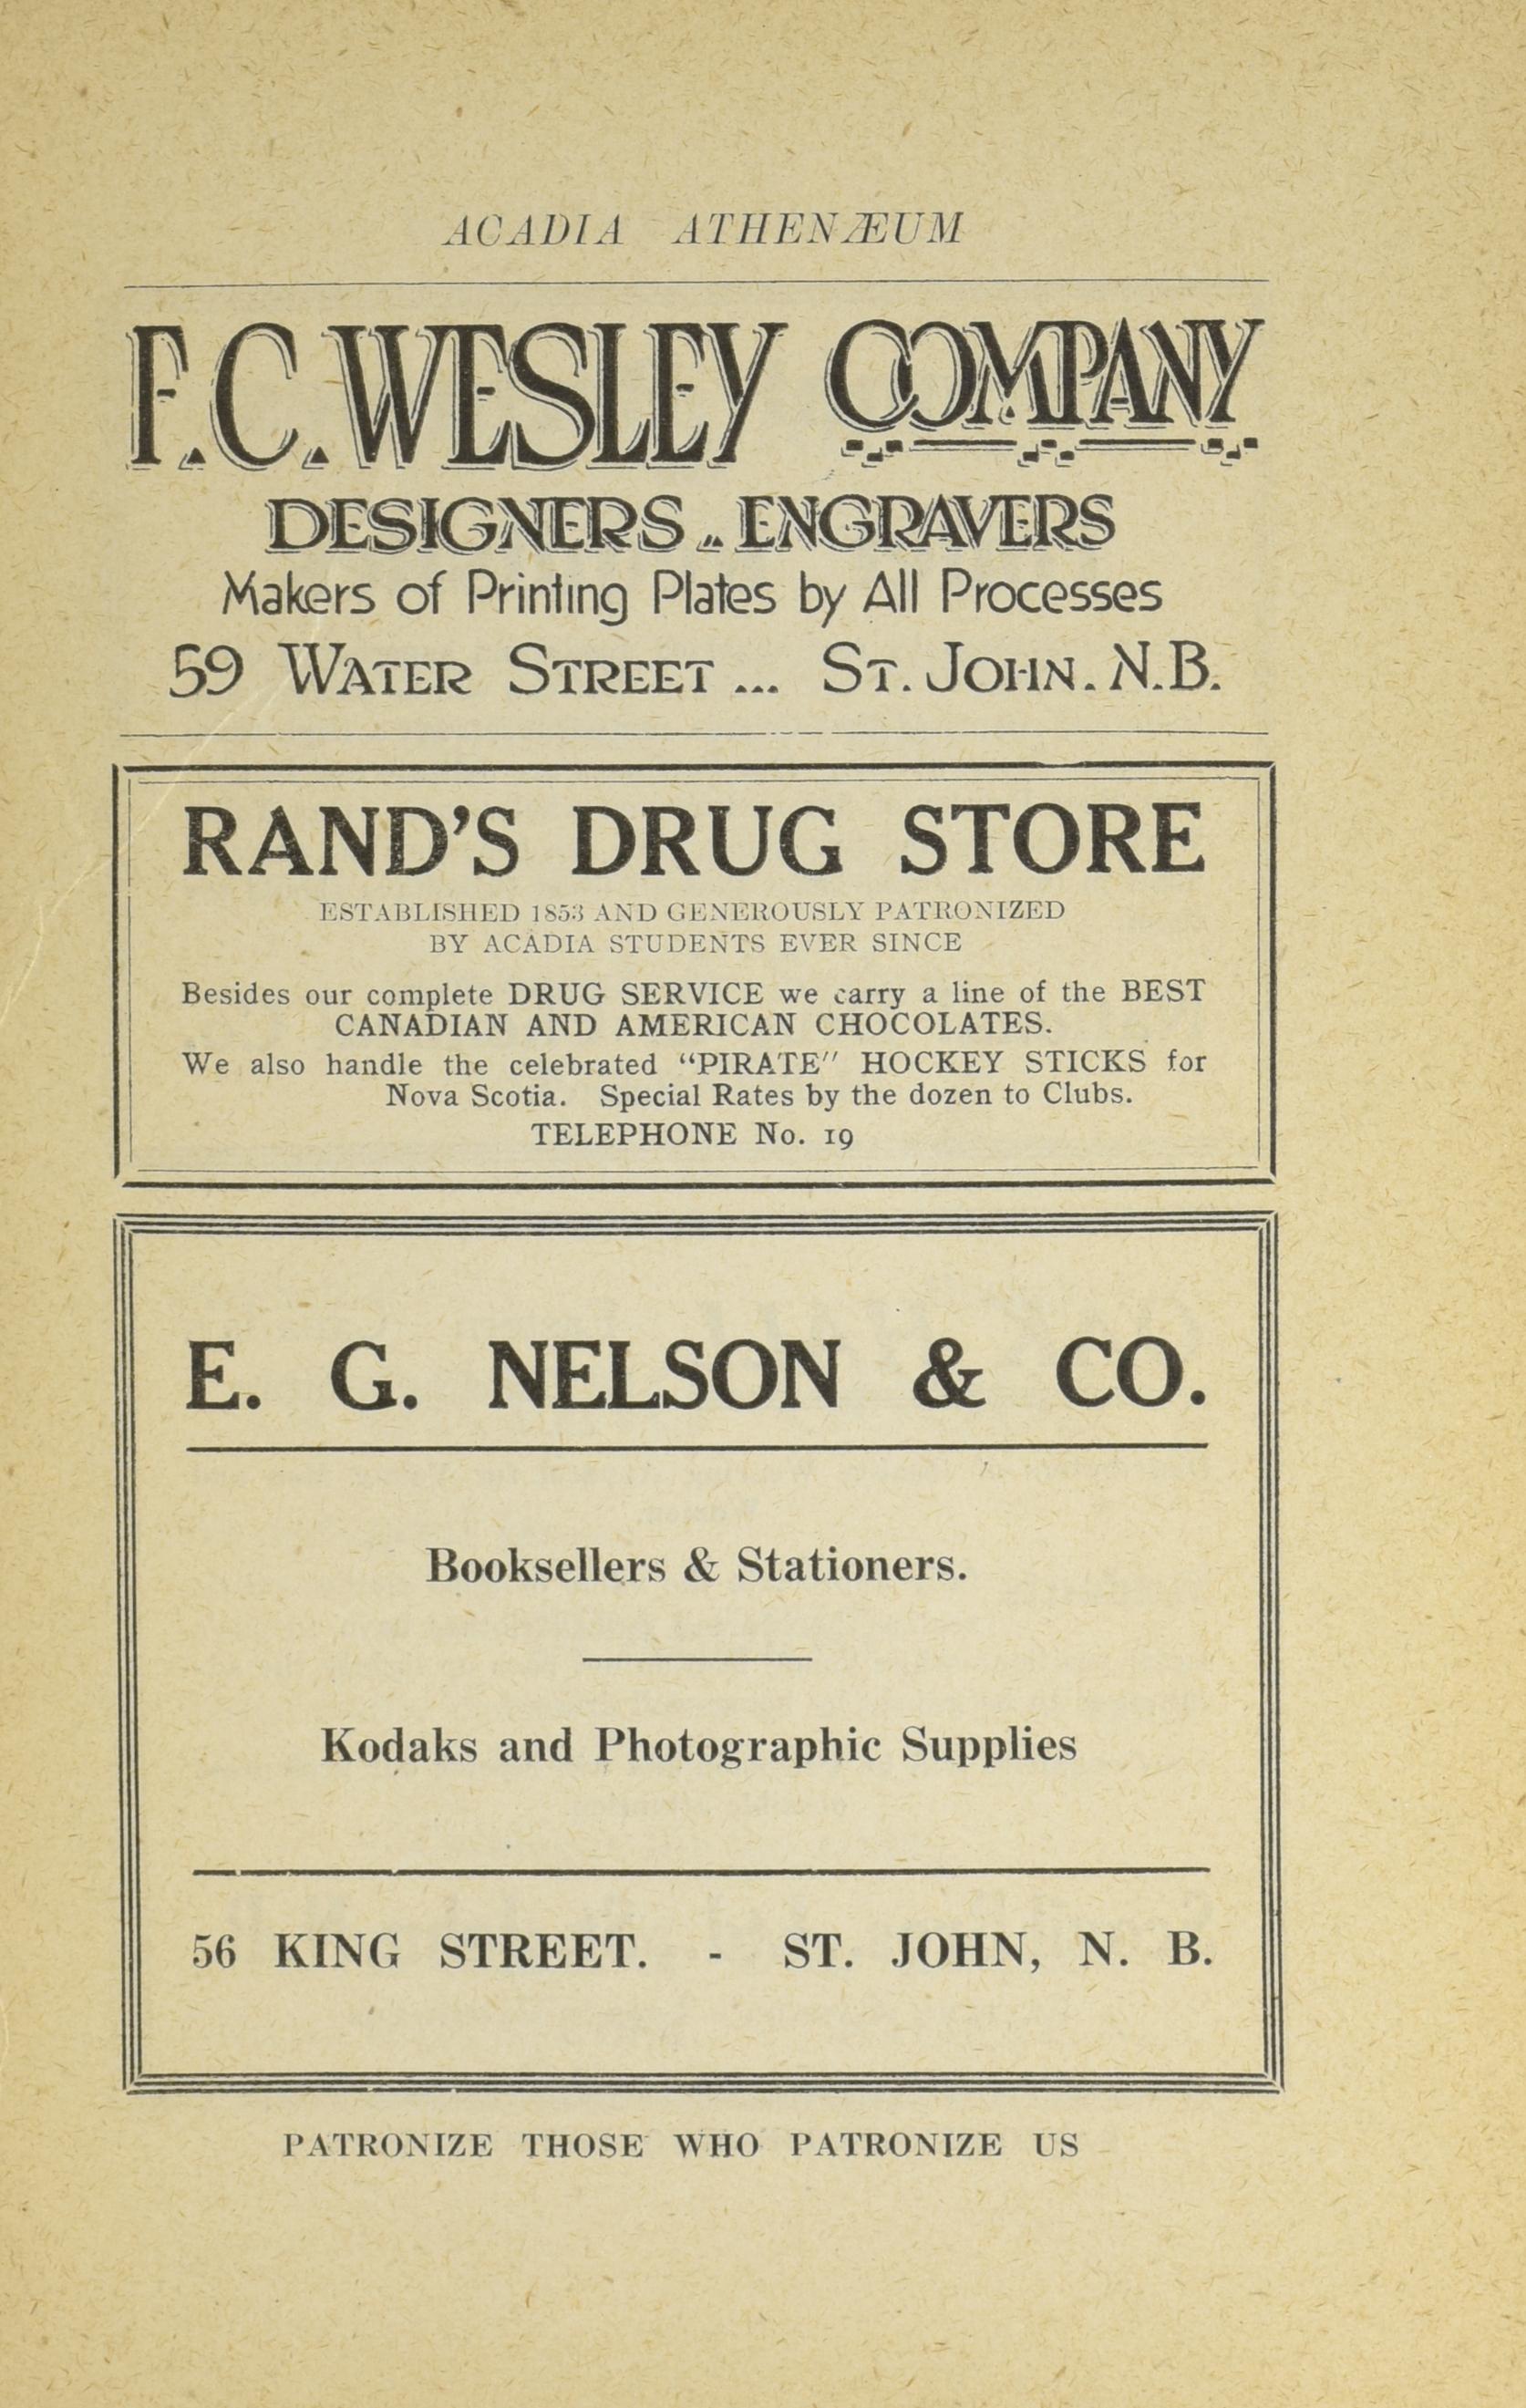 ACADIA ATHENÆUM
F. C. WESLEY COMPANY
DESIGNERS .. ENGRAVERS
Makers of Printing Plates by All Processes
59 WATER STREET ... ST. JOHN. N.B.
RAND'S DRUG STORE
ESTABLISHED 1853 AND GENEROUSLY PATRONIZED
BY ACADIA STUDENTS EVER SINCE
Besides our complete DRUG SERVICE we carry a line of the BEST
CANADIAN AND AMERICAN CHOCOLATES.
We also handle the celebrated “PIRATE” HOCKEY STICKS for
Nova Scotia. Special Rates by the dozen to Clubs.
TELEPHONE No. 19
E. G. NELSON & CO.
Booksellers & Stationers.
Kodaks and Photographic Supplies
56 KING STREET. - ST. JOHN, N. B.
PATRONIZE THOSE WHO PATRONIZE US